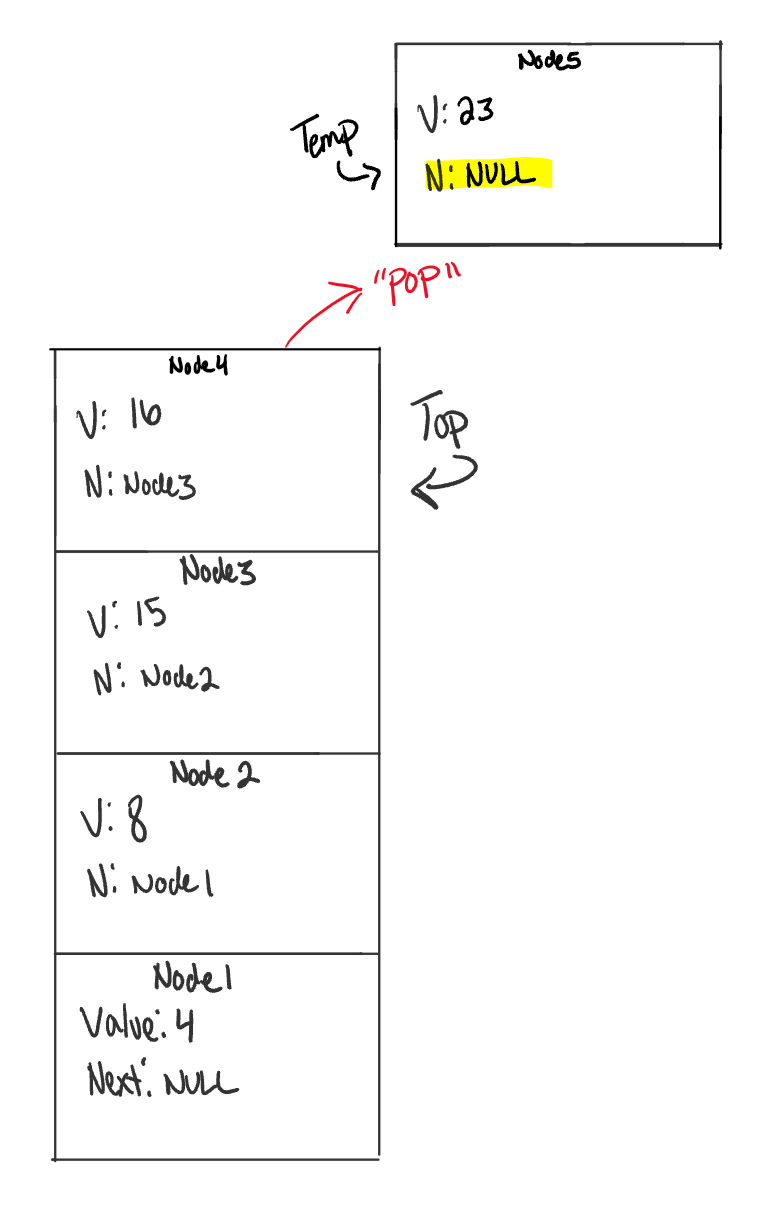 Node5
V: 23
Temp
N: NULL
"POP"
Node4
V: 16
Top
N: Node3
Node3
V: 15
N: Node2
Node 2
V: 8
N: Node1
Node1
Value: 4
Next: NULL